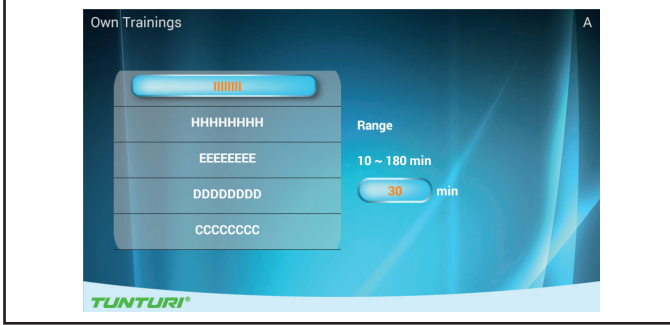 Own Trainings
A
IIIIIIII
HHHHHHHH
EEEEEEEE
DDDDDDDD
CCCCCCCC
Range
10 ~ 180 min
30 min
TUNTURI®